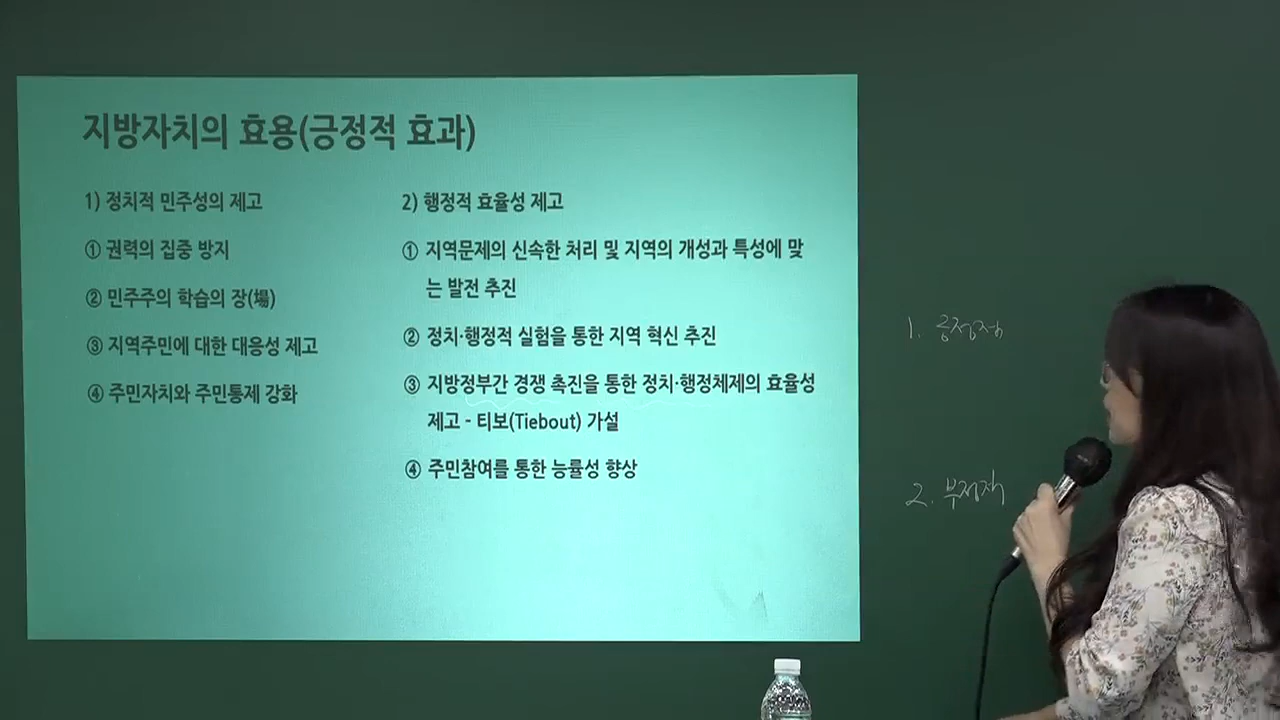 지방자치의 효용(긍정적 효과)
1) 정치적 민주성의 제고
① 권력의 집중 방지
② 민주주의 학습의 장(場)
③ 지역주민에 대한 대응성 제고
④ 주민자치와 주민통제 강화
2) 행정적 효율성 제고
① 지역문제의 신속한 처리 및 지역의 개성과 특성에 맞
는 발전 추진
② 정치·행정적 실험을 통한 지역 혁신 추진
③ 지방정부간 경쟁 촉진을 통한 정치·행정체제의 효율성
제고 - 티보(Tiebout) 가설
④ 주민참여를 통한 능률성 향상
1. 긍정적
2. 부정적